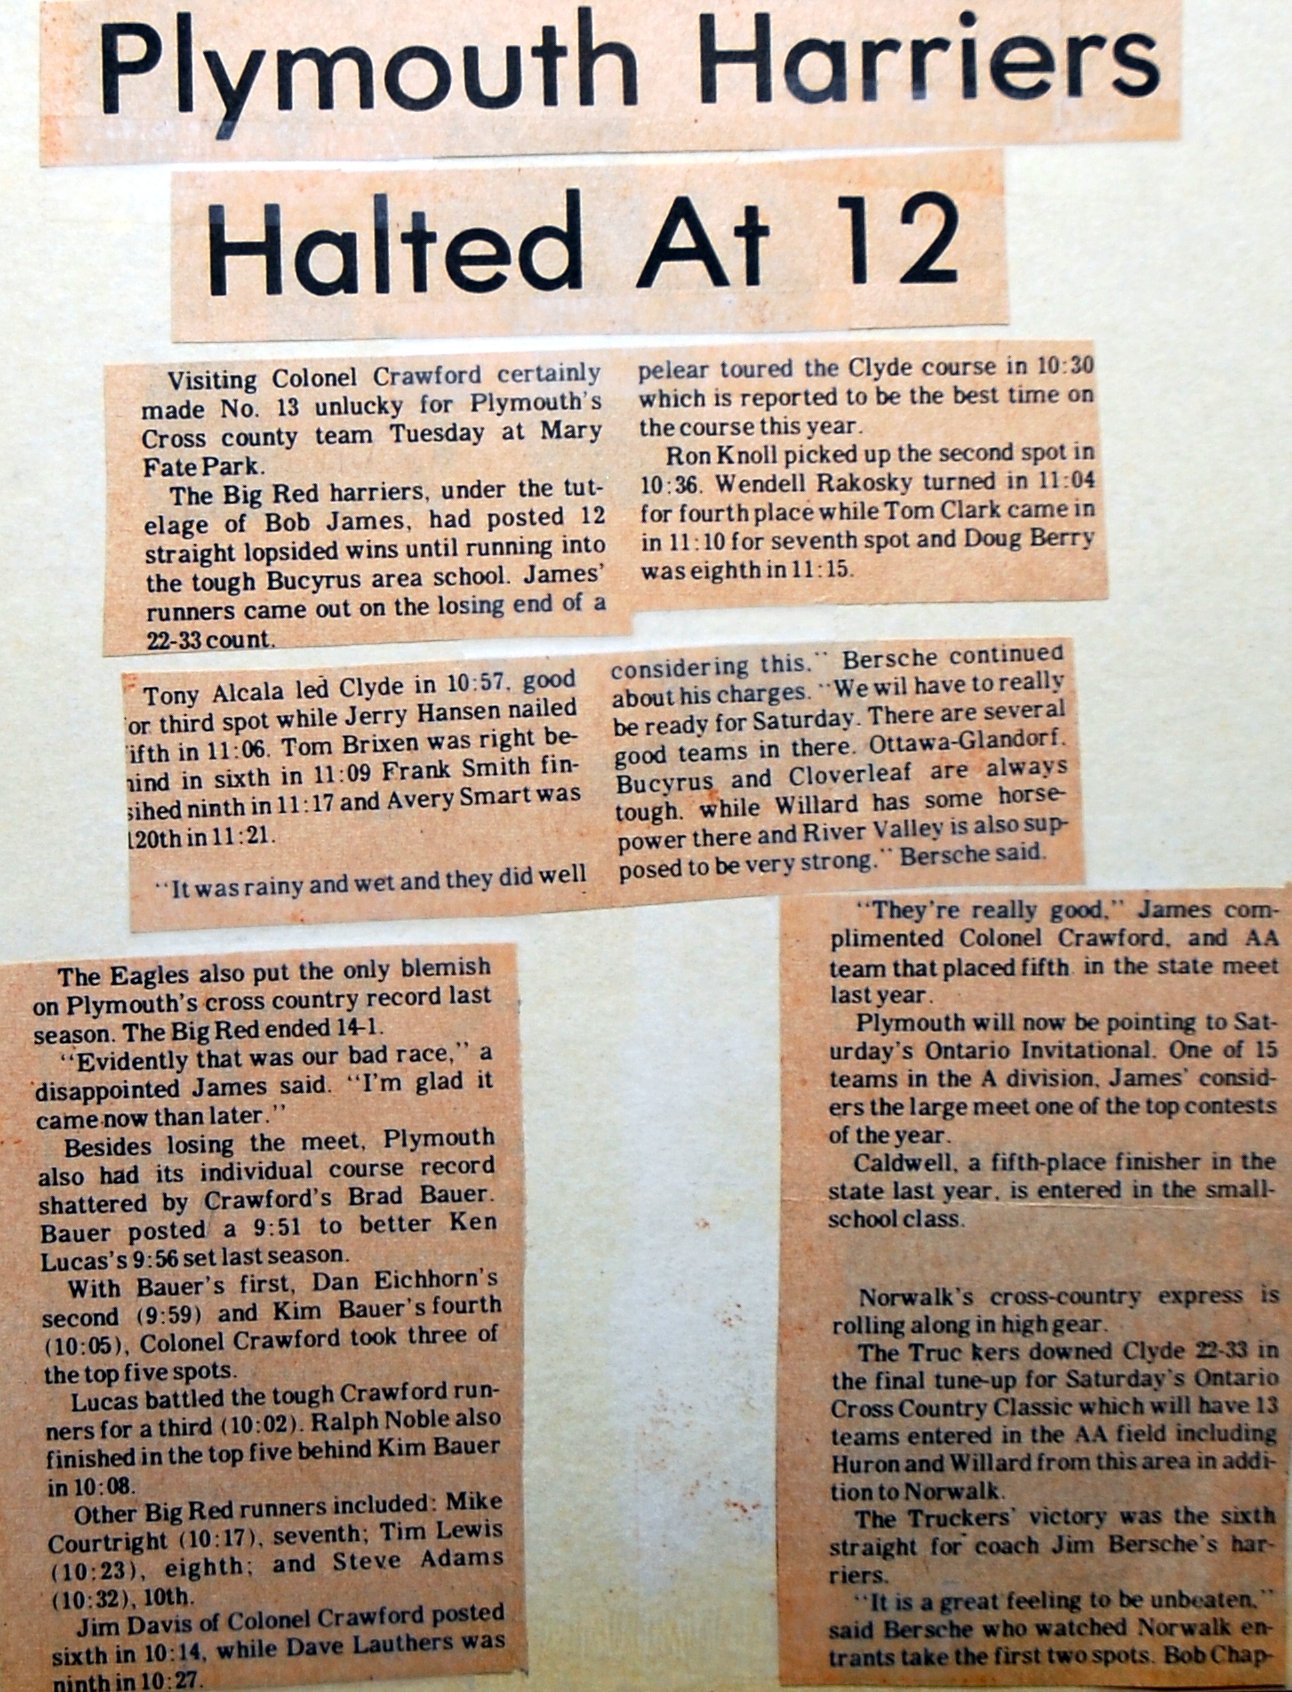 Plymouth Harriers
Halted At 12
Visiting Colonel Crawford certainly
made No. 13 unlucky for Plymouth's
Cross county team Tuesday at Mary
Fate Park.
The Big Red harriers, under the tut-
elage of Bob James, had posted 12
straight lopsided wins until running into
the tough Bucyrus area school. James'
runners came out on the losing end of a
22-33 count.
pelear toured the Clyde course in 10:30
which is reported to be the best time on
the course this year.
Ron Knoll picked up the second spot in
10:36. Wendell Rakosky turned in 11:04
for fourth place while Tom Clark came in
in 11:10 for seventh spot and Doug Berry
was eighth in 11:15.
Tony Alcala led Clyde in 10:57, good
or third spot while Jerry Hansen nailed
ifth in 11:06. Tom Brixen was right be-
hind in sixth in 11:09 Frank Smith fin-
sihed ninth in 11:17 and Avery Smart was
120th in 11:21.
"It was rainy and wet and they did well
considering this." Bersche continued
about his charges. "We wil have to really
be ready for Saturday. There are several
good teams in there. Ottawa-Glandorf,
Bucyrus and Cloverleaf are always
tough, while Willard has some horse-
power there and River Valley is also sup-
posed to be very strong." Bersche said.
The Eagles also put the only blemish
on Plymouth's cross country record last
season. The Big Red ended 14-1.
"Evidently that was our bad race," a
disappointed James said. "I'm glad it
came now than later."
Besides losing the meet, Plymouth
also had its individual course record
shattered by Crawford's Brad Bauer.
Bauer posted a 9:51 to better Ken
Lucas's 9:56 set last season.
With Bauer's first, Dan Eichhorn's
second (9:59) and Kim Bauer's fourth
(10:05), Colonel Crawford took three of
the top five spots.
Lucas battled the tough Crawford run-
ners for a third (10:02). Ralph Noble also
finished in the top five behind Kim Bauer
in 10:08.
Other Big Red runners included: Mike
Courtright (10:17), seventh; Tim Lewis
(10:23), eighth; and Steve Adams
(10:32), 10th.
Jim Davis of Colonel Crawford posted
sixth in 10:14, while Dave Lauthers was
ninth in 10:27.
"They're really good," James com-
plimented Colonel Crawford, and AA
team that placed fifth in the state meet
last year.
Plymouth will now be pointing to Sat-
urday's Ontario Invitational. One of 15
teams in the A division, James' consid-
ers the large meet one of the top contests
of the year.
Caldwell, a fifth-place finisher in the
state last year, is entered in the small-
school class.
Norwalk's cross-country express is
rolling along in high gear.
The Truc kers downed Clyde 22-33 in
the final tune-up for Saturday's Ontario
Cross Country Classic which will have 13
teams entered in the AA field including
Huron and Willard from this area in addi-
tion to Norwalk.
The Truckers' victory was the sixth
straight for coach Jim Bersche's har-
riers.
"It is a great feeling to be unbeaten,"
said Bersche who watched Norwalk en-
trants take the first two spots. Bob Chap-